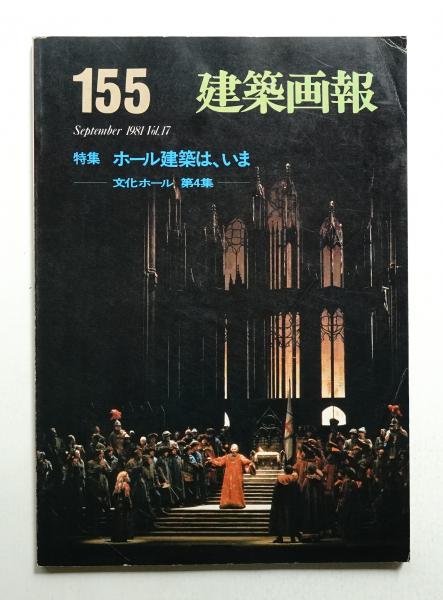 155 建築画報
September 1981 Vol.17
特集 ホール建築は、いま
文化ホール 第4集